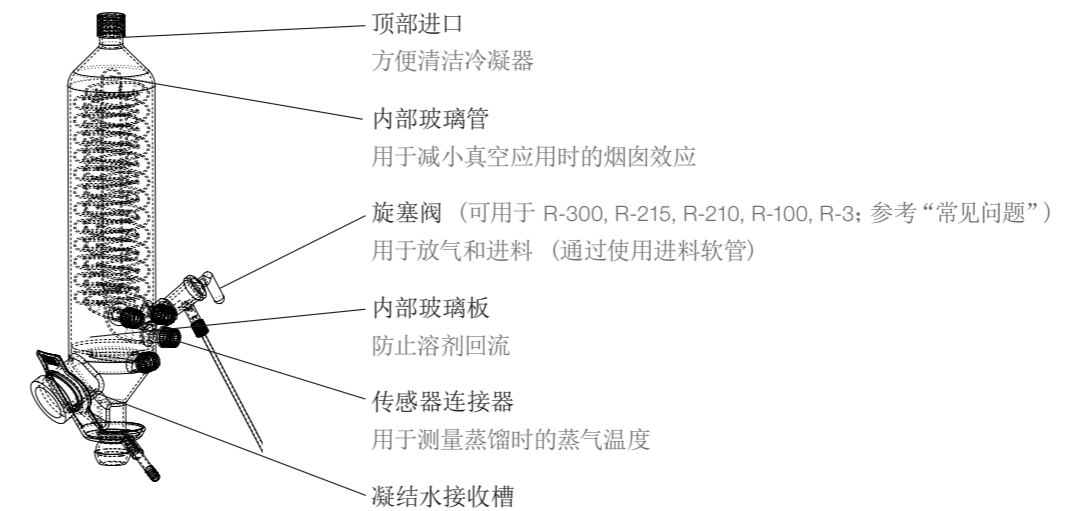 顶部进口
方便清洁冷凝器
内部玻璃管
用于减小真空应用时的烟囱效应
旋塞阀 (可用于 R-300, R-215, R-210, R-100, R-3; 参考“常见问题”)
用于放气和进料 (通过使用进料软管)
内部玻璃板
防止溶剂回流
传感器连接器
用于测量蒸馏时的蒸气温度
凝结水接收槽